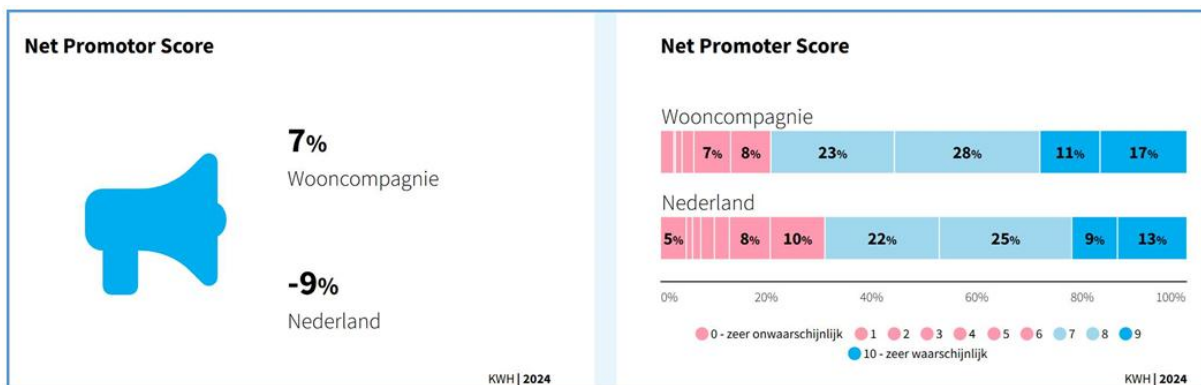 Net Promotor Score
7%
Wooncompagnie
-9%
Nederland
KWH | 2024
Net Promoter Score
Wooncompagnie
7% 8% 23% 28% 11% 17%
Nederland
5% 8% 10% 22% 25% 9% 13%
0% 20% 40% 60% 80% 100%
0 - zeer onwaarschijnlijk 1 2 3 4 5 6 7 8 9
10 - zeer waarschijnlijk
KWH | 2024